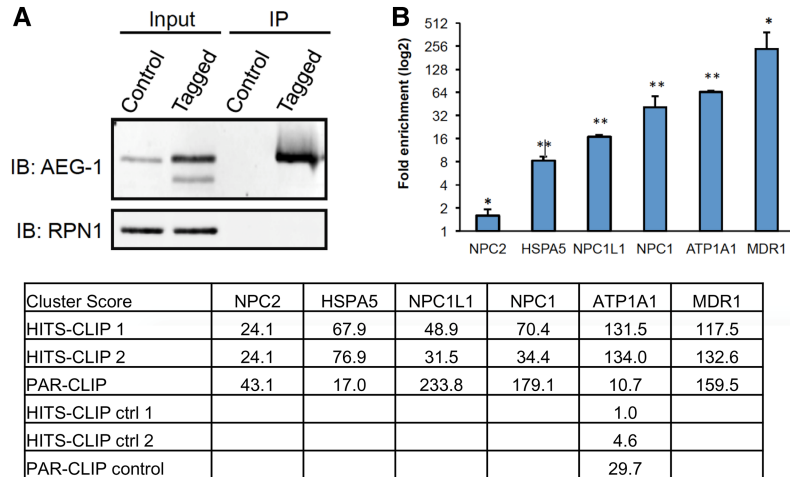 A
Input IP
Control Tagged Control Tagged
IB: AEG-1
IB: RPN1
B
Fold enrichment (log2)
512
256
128
64
32
16
8
4
2
1
* ** ** ** ** *
NPC2 HSPA5 NPC1L1 NPC1 ATP1A1 MDR1
Cluster Score NPC2 HSPA5 NPC1L1 NPC1 ATP1A1 MDR1
HITS-CLIP 1 24.1 67.9 48.9 70.4 131.5 117.5
HITS-CLIP 2 24.1 76.9 31.5 34.4 134.0 132.6
PAR-CLIP 43.1 17.0 233.8 179.1 10.7 159.5
HITS-CLIP ctrl 1 1.0
HITS-CLIP ctrl 2 4.6
PAR-CLIP control 29.7